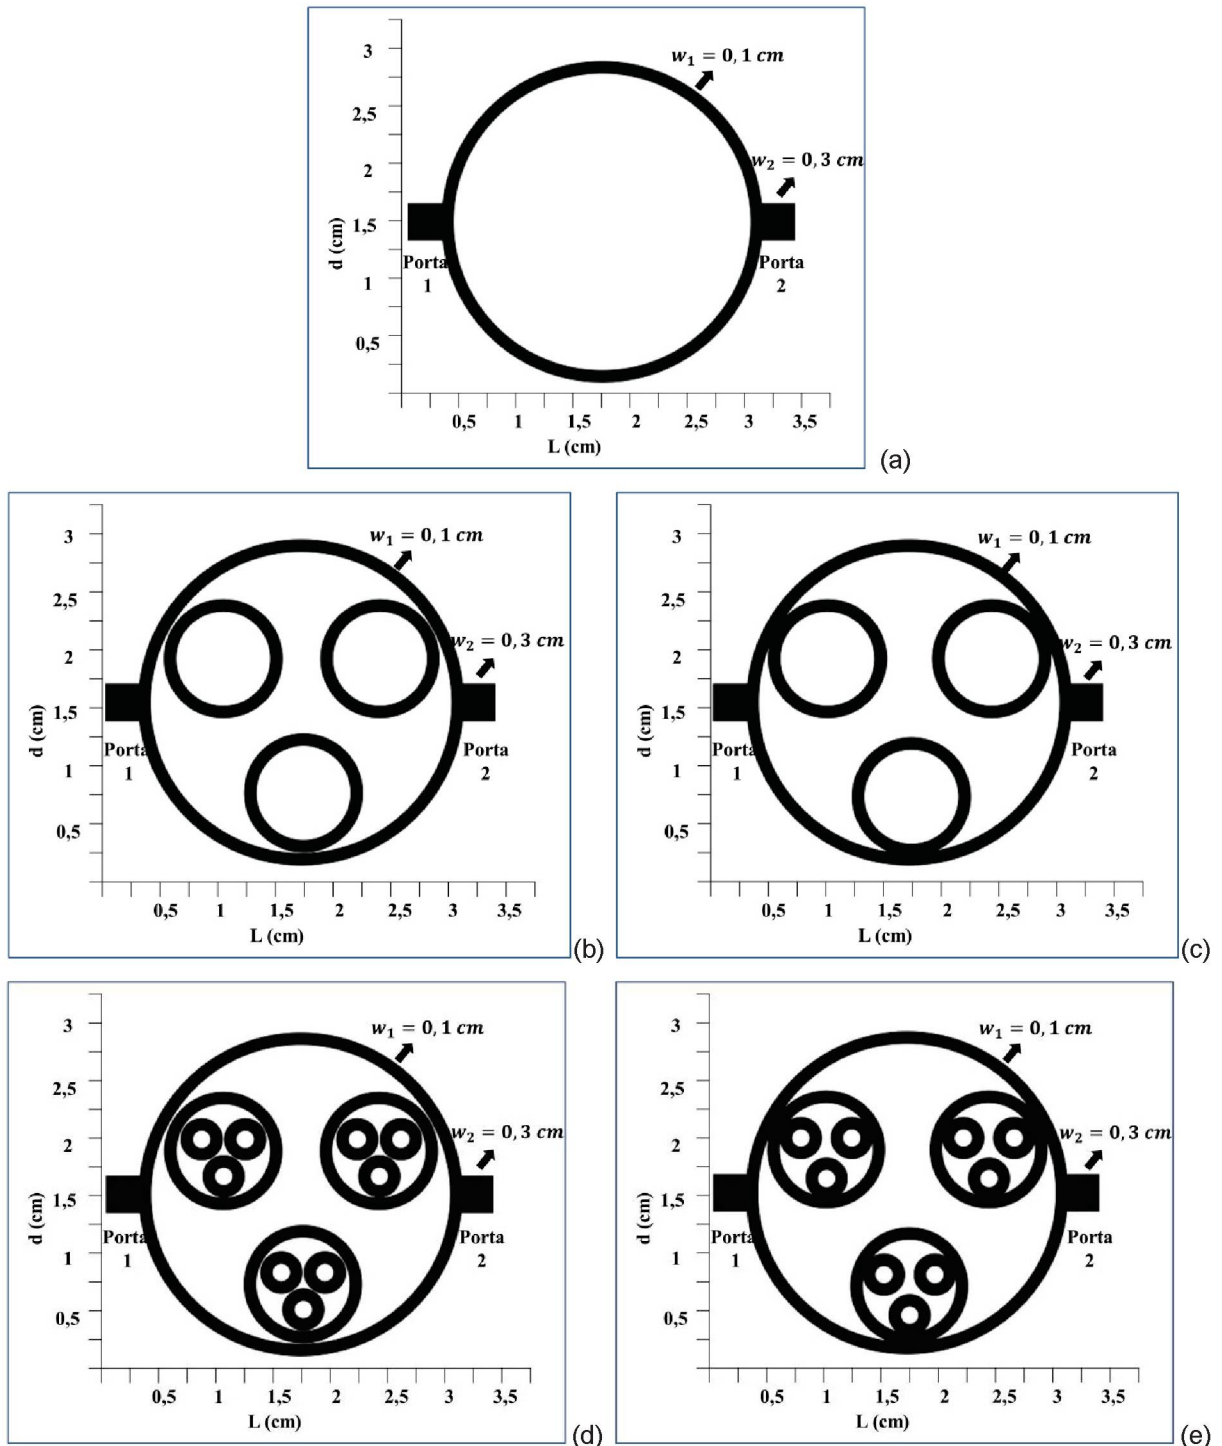 3
w₁ = 0, 1 cm
2,5
w₂ = 0, 3 cm
2
1,5
d (cm)
Porta
1
Porta
2
1
0,5
0,5 1 1,5 2 2,5 3 3,5
L (cm)
(a)
3
w₁ = 0, 1 cm
2,5
w₂ = 0, 3 cm
2
1,5
d (cm)
Porta
1
Porta
2
1
0,5
0,5 1 1,5 2 2,5 3 3,5
L (cm)
(b)
3
w₁ = 0, 1 cm
2,5
w₂ = 0, 3 cm
2
1,5
d (cm)
Porta
1
Porta
2
1
0,5
0,5 1 1,5 2 2,5 3 3,5
L (cm)
(c)
3
w₁ = 0, 1 cm
2,5
w₂ = 0, 3 cm
2
1,5
d (cm)
Porta
1
Porta
2
1
0,5
0,5 1 1,5 2 2,5 3 3,5
L (cm)
(d)
3
w₁ = 0, 1 cm
2,5
w₂ = 0, 3 cm
2
1,5
d (cm)
Porta
1
Porta
2
1
0,5
0,5 1 1,5 2 2,5 3 3,5
L (cm)
(e)